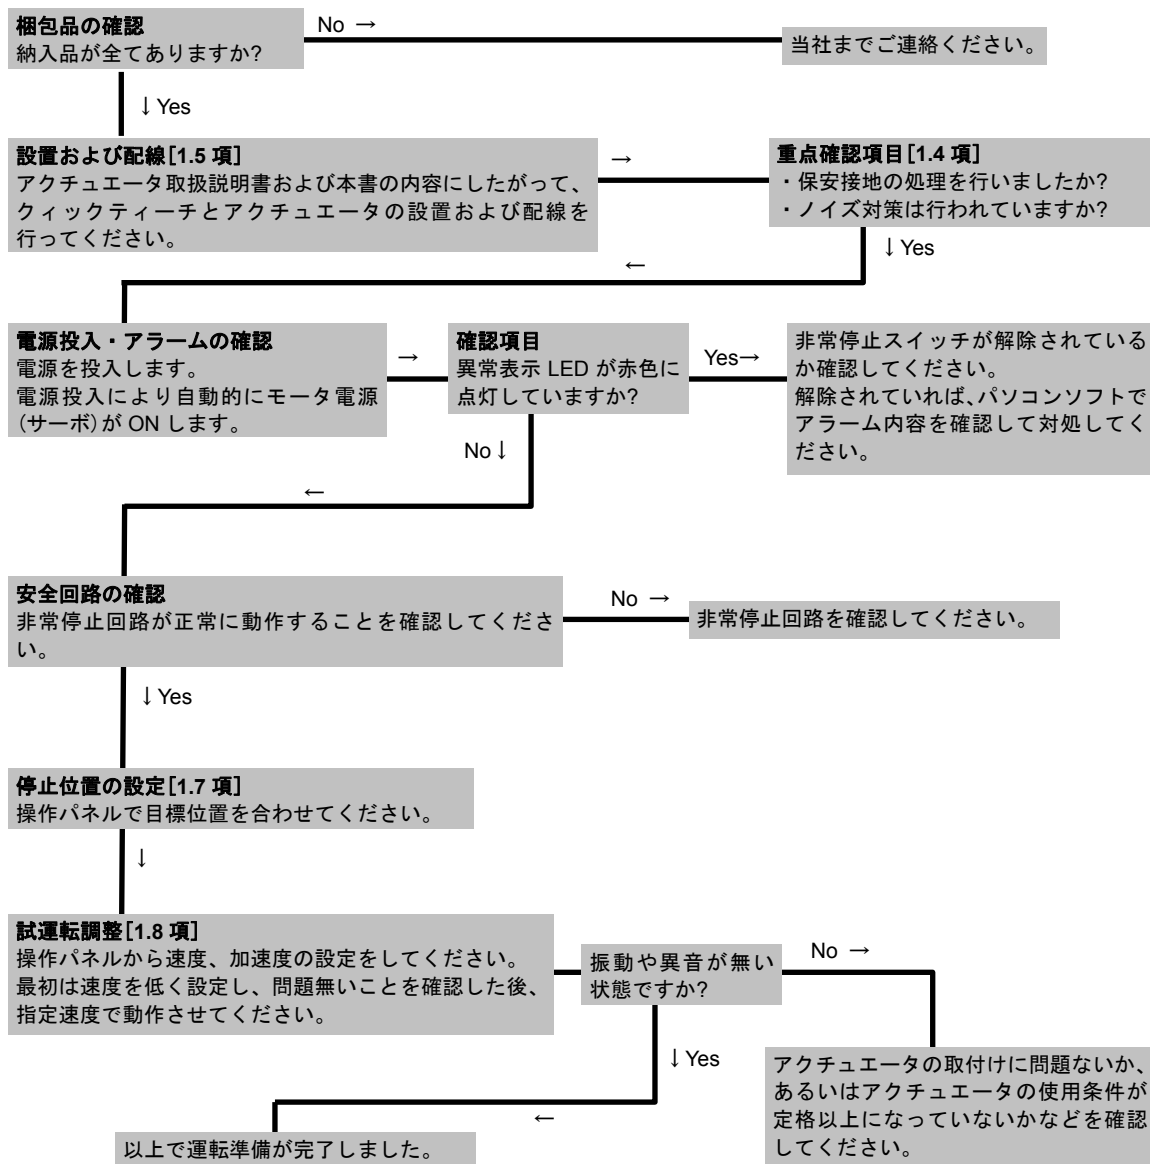 梱包品の確認
納入品が全てありますか?
No →
当社までご連絡ください。
↓Yes
設置および配線[1.5 項]
アクチュエータ取扱説明書および本書の内容にしたがって、
クィックティーチとアクチュエータの設置および配線を
行ってください。
→
重点確認項目[1.4 項]
・保安接地の処理を行いましたか?
・ノイズ対策は行われていますか?
↓Yes
←
電源投入・アラームの確認
電源を投入します。
電源投入により自動的にモータ電源
(サーボ)が ON します。
→
確認項目
異常表示 LED が赤色に
点灯していますか?
Yes→
非常停止スイッチが解除されている
か確認してください。
解除されていれば、パソコンソフトで
アラーム内容を確認して対処してく
ださい。
No↓
←
安全回路の確認
非常停止回路が正常に動作することを確認してくださ
い。
No →
非常停止回路を確認してください。
↓Yes
停止位置の設定[1.7 項]
操作パネルで目標位置を合わせてください。
↓
試運転調整[1.8 項]
操作パネルから速度、加速度の設定をしてください。
最初は速度を低く設定し、問題無いことを確認した後、
指定速度で動作させてください。
振動や異音が無い
状態ですか?
No →
↓Yes
アクチュエータの取付けに問題ないか、
あるいはアクチュエータの使用条件が
定格以上になっていないかなどを確認
してください。
←
以上で運転準備が完了しました。